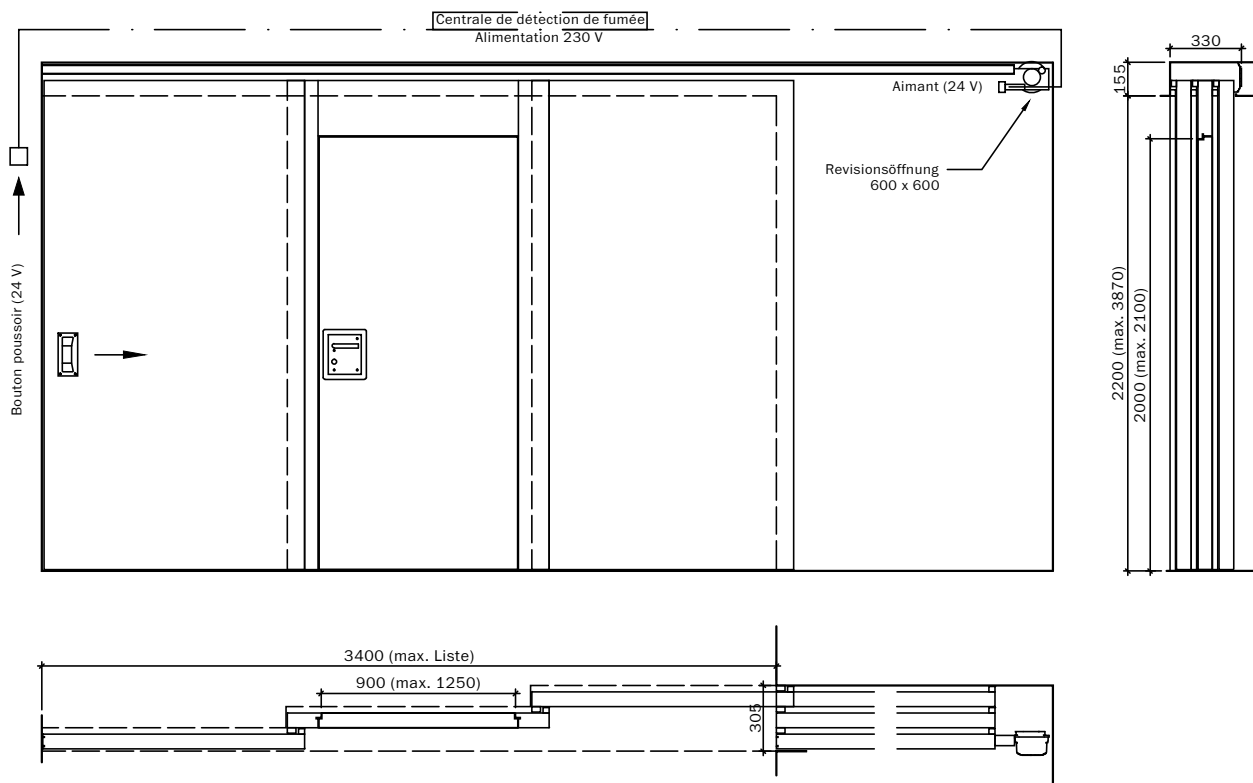 Centrale de détection de fumée
Alimentation 230 V
330
155
Aimant (24 V)
Revisionsöffnung
600 x 600
Bouton poussoir (24 V)
2200 (max. 3870)
2000 (max. 2100)
3400 (max. Liste)
900 (max. 1250)
305